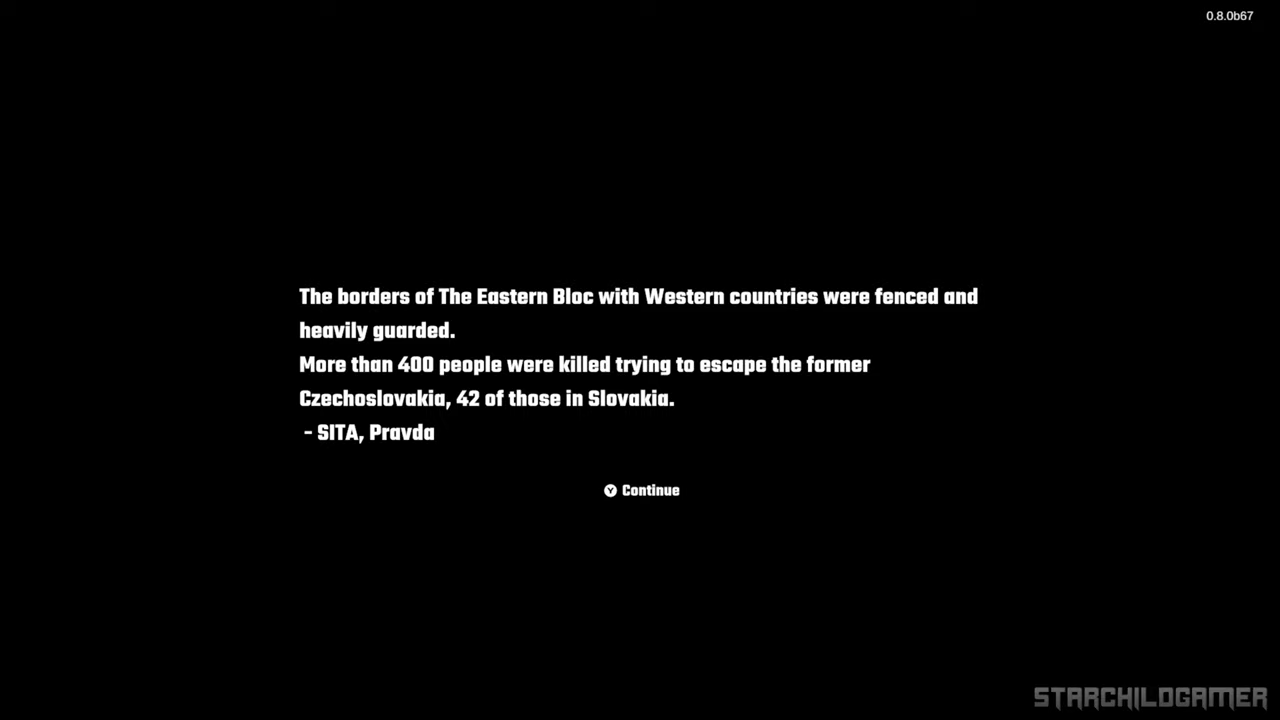 0.8.0b67
The borders of The Eastern Bloc with Western countries were fenced and
heavily guarded.
More than 400 people were killed trying to escape the former
Czechoslovakia, 42 of those in Slovakia.
- SITA, Pravda
Y Continue
STARCHILDGAMER